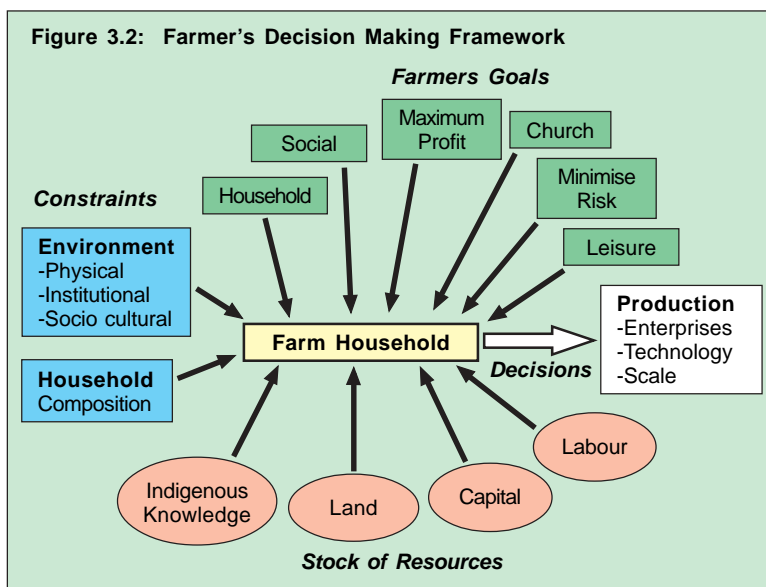 Figure 3.2: Farmer's Decision Making Framework
Farmers Goals
Household
Social
Maximum
Profit
Church
Minimise
Risk
Leisure
Constraints
Environment
-Physical
-Institutional
-Socio cultural
Household
Composition
Farm Household
Decisions
Production
-Enterprises
-Technology
-Scale
Indigenous
Knowledge
Land
Capital
Labour
Stock of Resources